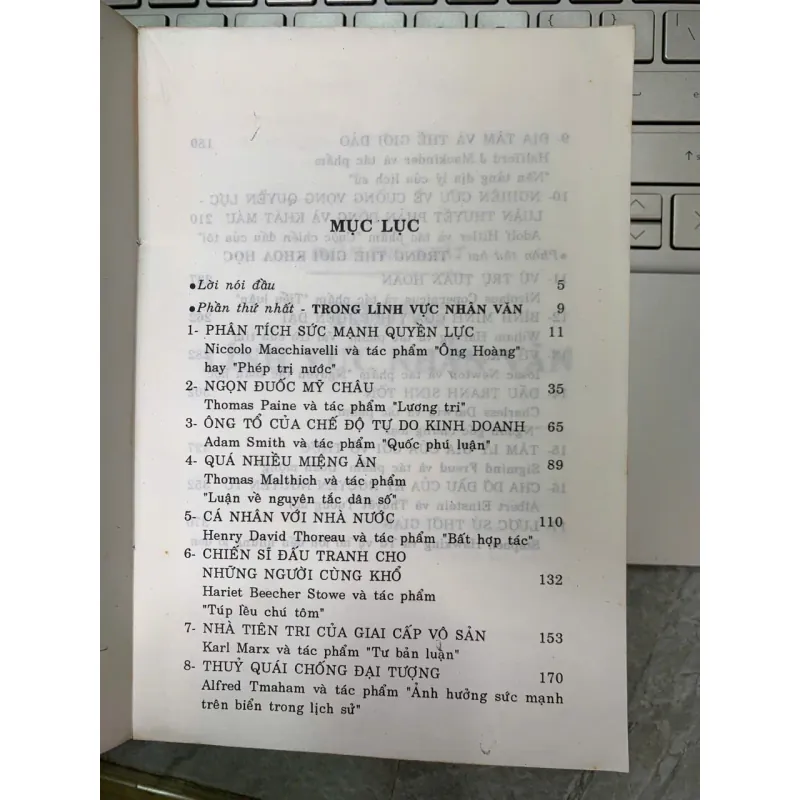 MỤC LỤC
•Lời nói đầu 5
•Phần thứ nhất - TRONG LĨNH VỰC NHÂN VĂN 9
1- PHÂN TÍCH SỨC MẠNH QUYỀN LỰC 11
Niccolo Macchiavelli và tác phẩm "Ông Hoàng"
hay "Phép trị nước"
2- NGỌN ĐUỐC MỸ CHÂU 35
Thomas Paine và tác phẩm "Lương tri"
3- ÔNG TỔ CỦA CHẾ ĐỘ TỰ DO KINH DOANH 65
Adam Smith và tác phẩm "Quốc phú luận"
4- QUÁ NHIỀU MIỆNG ĂN 89
Thomas Malthich và tác phẩm
"Luận về nguyên tắc dân số"
5- CÁ NHÂN VỚI NHÀ NƯỚC 110
Henry David Thoreau và tác phẩm "Bất hợp tác"
6- CHIẾN SĨ ĐẤU TRANH CHO
NHỮNG NGƯỜI CÙNG KHỔ 132
Hariet Beecher Stowe và tác phẩm
"Túp lều chú tôm"
7- NHÀ TIÊN TRI CỦA GIAI CẤP VÔ SẢN 153
Karl Marx và tác phẩm "Tư bản luận"
8- THUỶ QUÁI CHỐNG ĐẠI TƯỢNG 170
Alfred Tmaham và tác phẩm "Ảnh hưởng sức mạnh
trên biển trong lịch sử"